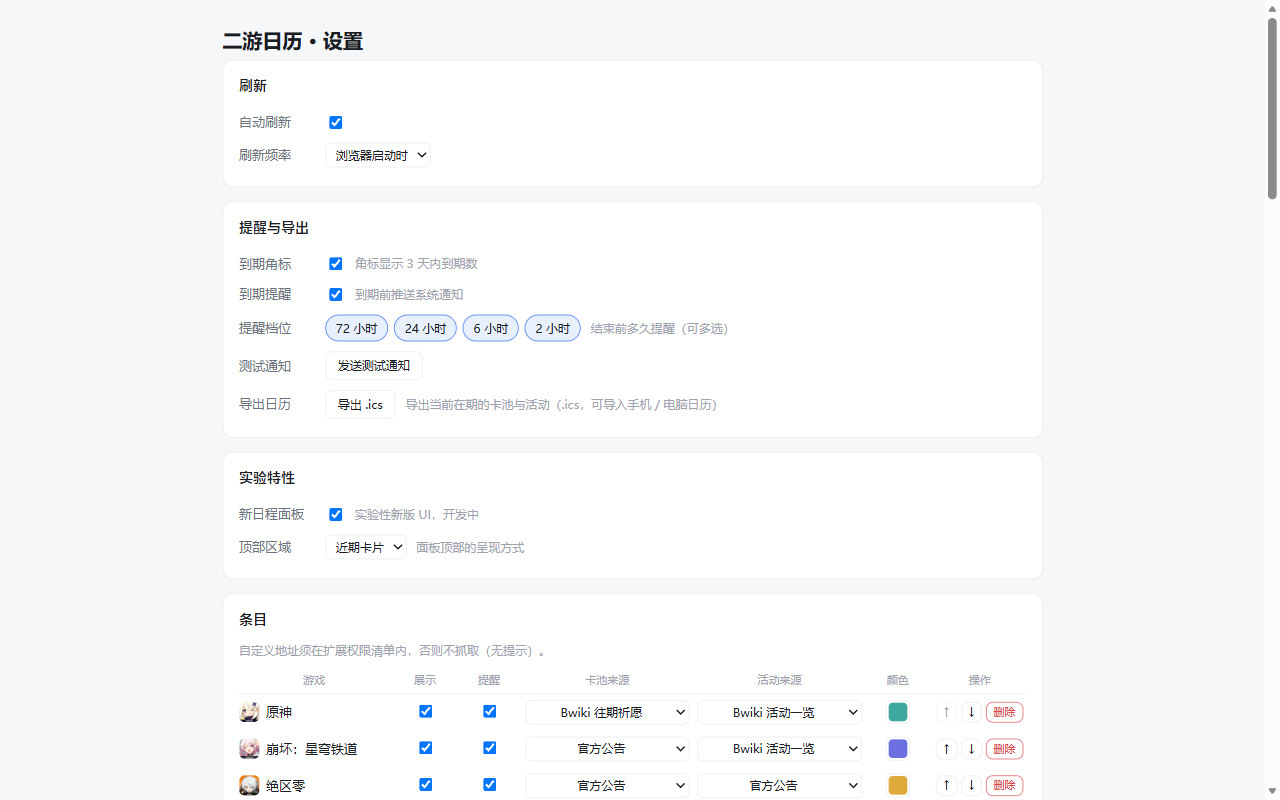 二游日历 · 设置
刷新
自动刷新
刷新频率 浏览器启动时
提醒与导出
到期角标 角标显示 3 天内到期数
到期提醒 到期前推送系统通知
提醒档位 72 小时 24 小时 6 小时 2 小时 结束前多久提醒（可多选）
测试通知 发送测试通知
导出日历 导出 .ics 导出当前在期的卡池与活动（.ics，可导入手机 / 电脑日历）
实验特性
新日程面板 实验性新版 UI，开发中
顶部区域 近期卡片 面板顶部的呈现方式
条目
自定义地址须在扩展权限清单内，否则不抓取（无提示）。
游戏 展示 提醒 卡池来源 活动来源 颜色 操作
原神 Bwiki 往期祈愿 Bwiki 活动一览 ↑ ↓ 删除
崩坏：星穹铁道 官方公告 Bwiki 活动一览 ↑ ↓ 删除
绝区零 官方公告 官方公告 ↑ ↓ 删除